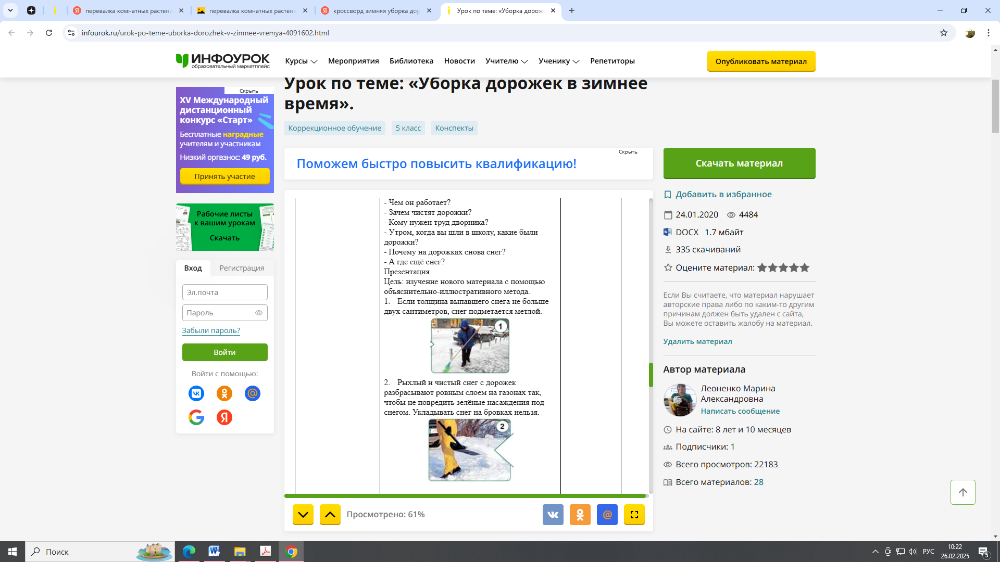 перевалка комнатных растени
перевалка комнатных растени
кроссворд зимняя уборка дор
Урок по теме: «Уборка дорож
infourok.ru/urok-po-teme-uborka-dorozhek-v-zimnee-vremya-4091602.html
ИНФОУРОК
образовательный маркетплейс
Курсы
Мероприятия
Библиотека
Новости
Учителю
Ученику
Репетиторы
Опубликовать материал
Урок по теме: «Уборка дорожек в зимнее
время».
Коррекционное обучение
5 класс
Конспекты
Скрыть
XV Международный
дистанционный
конкурс «Старт»
Бесплатные наградные
учителям и участникам
Низкий оргвзнос: 49 руб.
Принять участие
Рабочие листы
к вашим урокам
Скачать
Вход
Регистрация
Эл.почта
Пароль
Забыли пароль?
Войти
Войти с помощью:
Скрыть
Поможем быстро повысить квалификацию!
- Чем он работает?
- Зачем чистят дорожки?
- Кому нужен труд дворника?
- Утром, когда вы шли в школу, какие были
дорожки?
- Почему на дорожках снова снег?
- А где ещё снег?
Презентация
Цель: изучение нового материала с помощью
объяснительно-иллюстративного метода.
1. Если толщина выпавшего снега не больше
двух сантиметров, снег подметается метлой.
1
2. Рыхлый и чистый снег с дорожек
разбрасывают ровным слоем на газонах так,
чтобы не повредить зелёные насаждения под
снегом. Укладывать снег на бровках нельзя.
2
Просмотрено: 61%
Скачать материал
Добавить в избранное
24.01.2020
4484
DOCX 1.7 мбайт
335 скачиваний
Оцените материал:
Если Вы считаете, что материал нарушает
авторские права либо по каким-то другим
причинам должен быть удален с сайта,
Вы можете оставить жалобу на материал.
Удалить материал
Автор материала
Леоненко Марина
Александровна
Написать сообщение
На сайте: 8 лет и 10 месяцев
Подписчики: 1
Всего просмотров: 22183
Всего материалов: 28
Поиск
РУС
10:22
26.02.2025
5